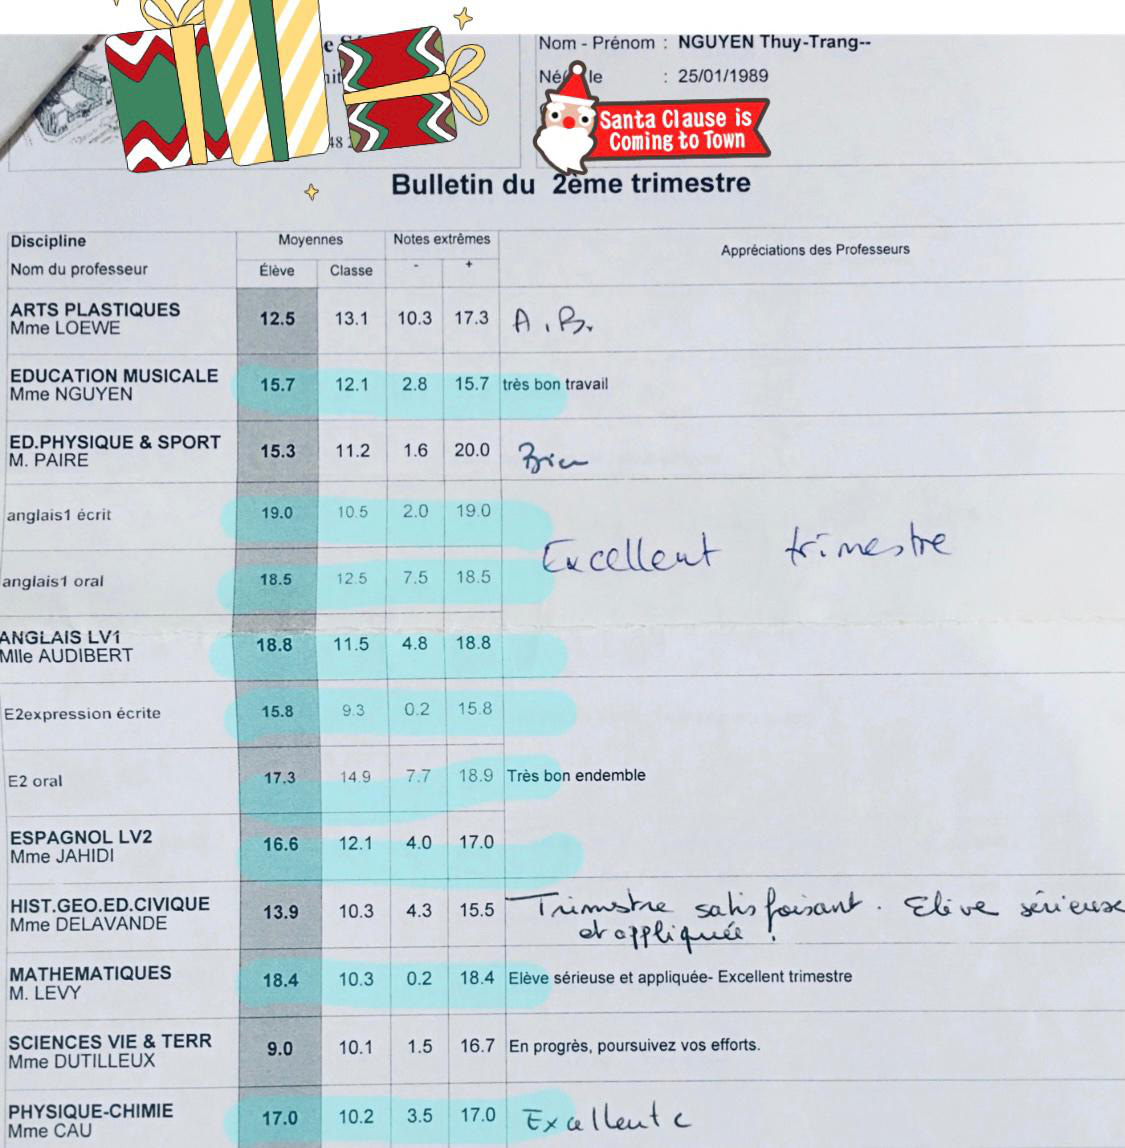 Nom - Prénom : NGUYEN Thuy-Trang--
le : 25/01/1989
Santa Clause is
Coming to Town
Bulletin du 2ème trimestre
Discipline Moyennes Notes extrêmes Appréciations des Professeurs
Nom du professeur Élève Classe - +
ARTS PLASTIQUES 12.5 13.1 10.3 17.3 A.B.
Mme LOEWE
EDUCATION MUSICALE 15.7 12.1 2.8 15.7 très bon travail
Mme NGUYEN
ED.PHYSIQUE & SPORT 15.3 11.2 1.6 20.0 Bien
M. PAIRE
anglais1 écrit 19.0 10.5 2.0 19.0
Excellent trimestre
anglais1 oral 18.5 12.5 7.5 18.5
ANGLAIS LV1 18.8 11.5 4.8 18.8
Mlle AUDIBERT
E2expression écrite 15.8 9.3 0.2 15.8
E2 oral 17.3 14.9 7.7 18.9 Très bon endemble
ESPAGNOL LV2 16.6 12.1 4.0 17.0
Mme JAHIDI
HIST.GEO.ED.CIVIQUE 13.9 10.3 4.3 15.5 Trimestre satisfaisant. Elève sérieuse
Mme DELAVANDE et appliquée.
MATHEMATIQUES 18.4 10.3 0.2 18.4 Elève sérieuse et appliquée- Excellent trimestre
M. LEVY
SCIENCES VIE & TERR 9.0 10.1 1.5 16.7 En progrès, poursuivez vos efforts.
Mme DUTILLEUX
PHYSIQUE-CHIMIE 17.0 10.2 3.5 17.0 Excellent
Mme CAU